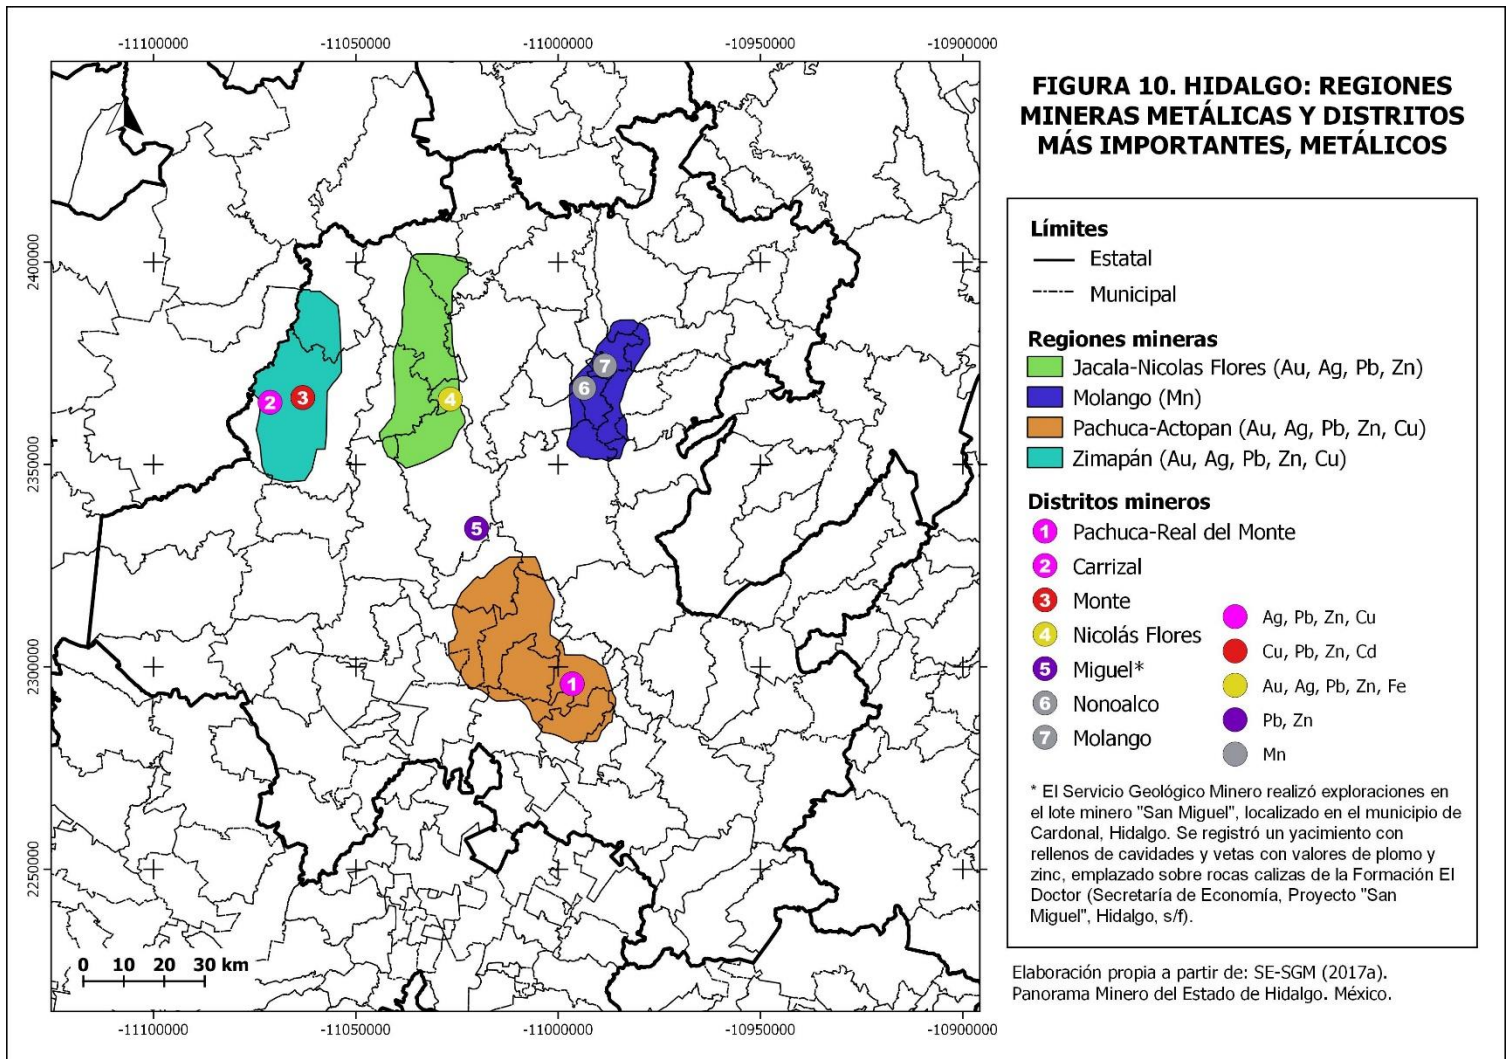 -11100000
-11050000
-11000000
-10950000
-10900000
FIGURA 10. HIDALGO: REGIONES
MINERAS METÁLICAS Y DISTRITOS
MÁS IMPORTANTES, METÁLICOS
2400000
2350000
2300000
2250000
2
3
4
7
6
5
1
0 10 20 30 km
-11100000
-11050000
-11000000
-10950000
-10900000
Límites
Estatal
Municipal
Regiones mineras
Jacala-Nicolas Flores (Au, Ag, Pb, Zn)
Molango (Mn)
Pachuca-Actopan (Au, Ag, Pb, Zn, Cu)
Zimapán (Au, Ag, Pb, Zn, Cu)
Distritos mineros
1 Pachuca-Real del Monte
2 Carrizal
3 Monte
4 Nicolás Flores
5 Miguel*
6 Nonoalco
7 Molango
Ag, Pb, Zn, Cu
Cu, Pb, Zn, Cd
Au, Ag, Pb, Zn, Fe
Pb, Zn
Mn
* El Servicio Geológico Minero realizó exploraciones en
el lote minero "San Miguel", localizado en el municipio de
Cardonal, Hidalgo. Se registró un yacimiento con
rellenos de cavidades y vetas con valores de plomo y
zinc, emplazado sobre rocas calizas de la Formación El
Doctor (Secretaría de Economía, Proyecto "San
Miguel", Hidalgo, s/f).
Elaboración propia a partir de: SE-SGM (2017a).
Panorama Minero del Estado de Hidalgo. México.